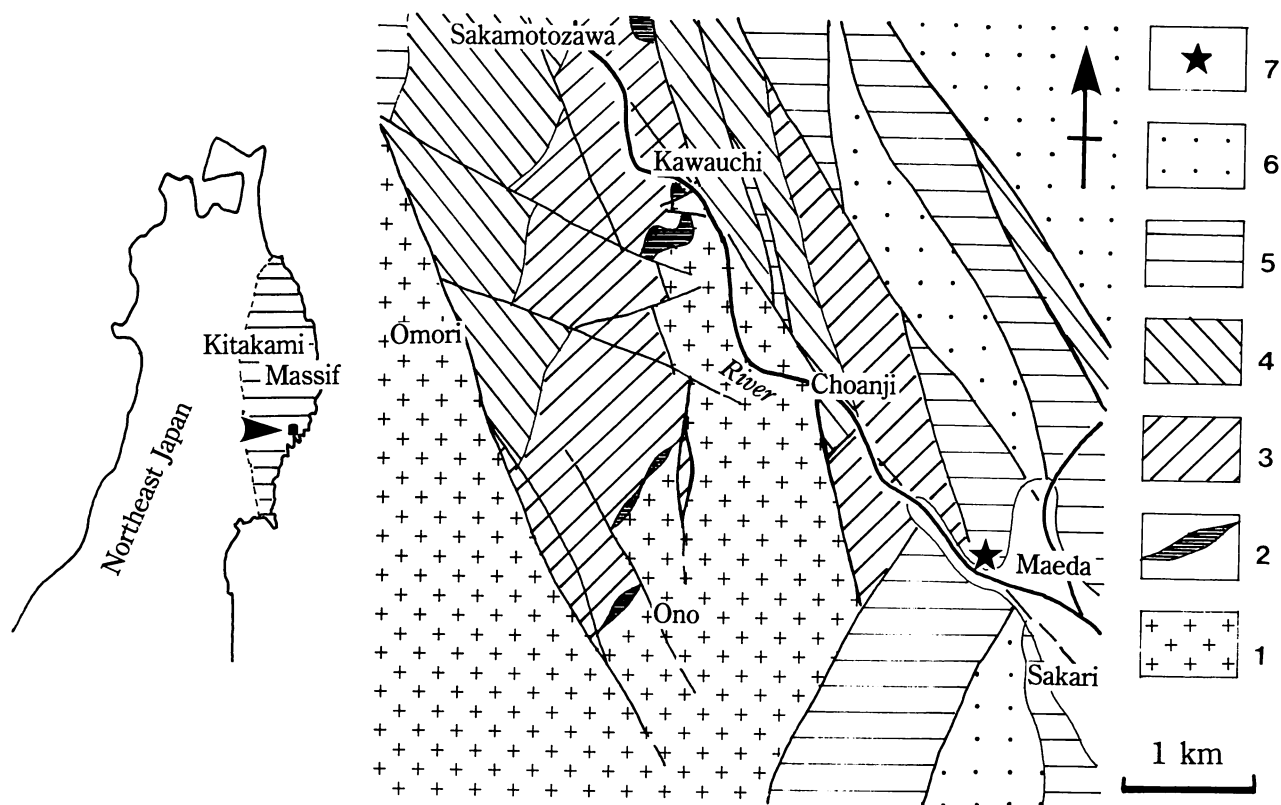 Sakamotozawa
Kawauchi
Kitakami
Massif
Omori
River
Choanji
Northeast Japan
Maeda
Ono
Sakari
7
6
5
4
3
2
1
1 km